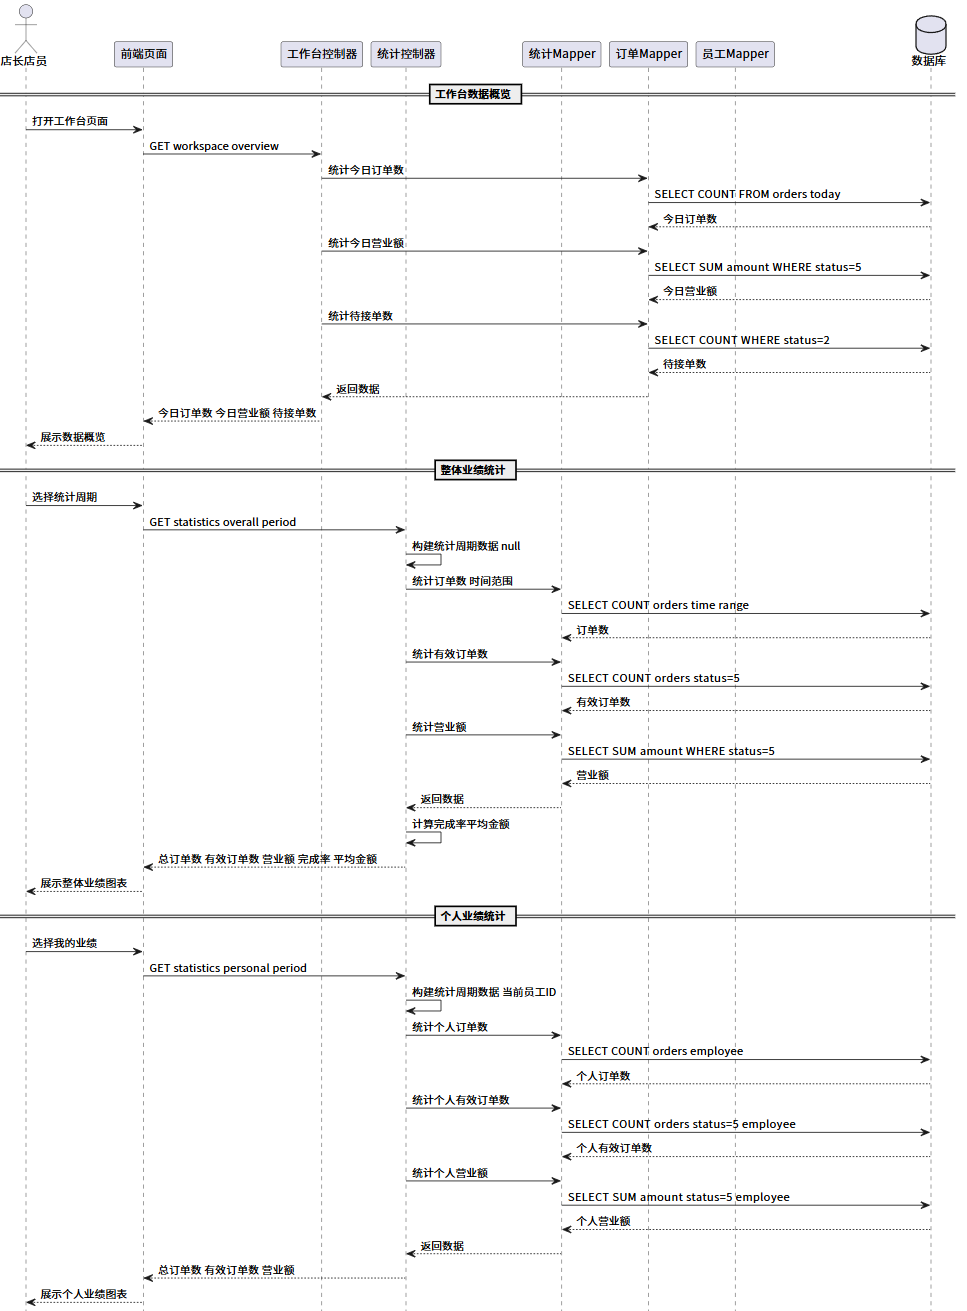 店长店员
前端页面
工作台控制器
统计控制器
统计Mapper
订单Mapper
员工Mapper
数据库
工作台数据概览
打开工作台页面
GET workspace overview
统计今日订单数
SELECT COUNT FROM orders today
今日订单数
统计今日营业额
SELECT SUM amount WHERE status=5
今日营业额
统计待接单数
SELECT COUNT WHERE status=2
待接单数
返回数据
今日订单数 今日营业额 待接单数
展示数据概览
整体业绩统计
选择统计周期
GET statistics overall period
构建统计周期数据 null
统计订单数 时间范围
SELECT COUNT orders time range
订单数
统计有效订单数
SELECT COUNT orders status=5
有效订单数
统计营业额
SELECT SUM amount WHERE status=5
营业额
返回数据
计算完成率平均金额
总订单数 有效订单数 营业额 完成率 平均金额
展示整体业绩图表
个人业绩统计
选择我的业绩
GET statistics personal period
构建统计周期数据 当前员工ID
统计个人订单数
SELECT COUNT orders employee
个人订单数
统计个人有效订单数
SELECT COUNT orders status=5 employee
个人有效订单数
统计个人营业额
SELECT SUM amount status=5 employee
个人营业额
返回数据
总订单数 有效订单数 营业额
展示个人业绩图表